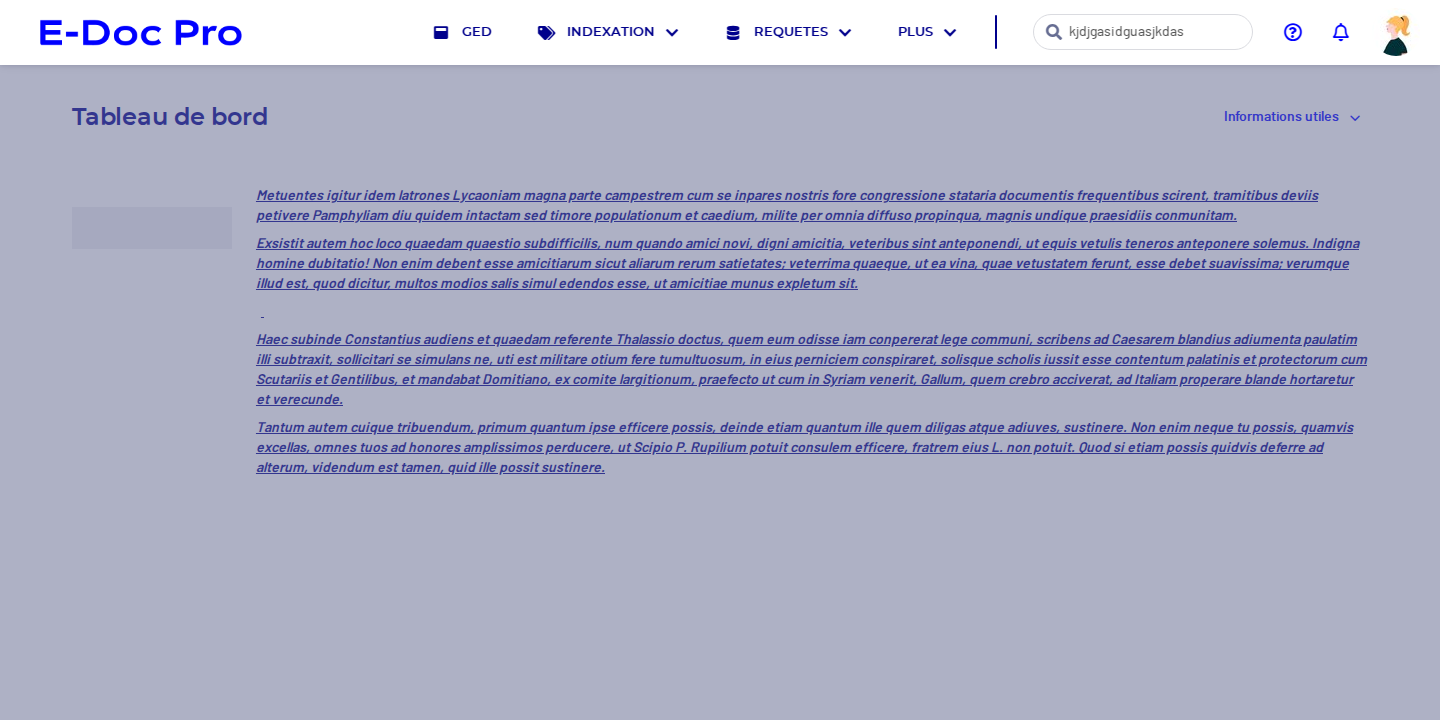 E-Doc Pro
GED
INDEXATION
REQUETES
PLUS
kjdjgasidguasjkdas
Tableau de bord
Informations utiles
Metuentes igitur idem latrones Lycaoniam magna parte campestrem cum se inpares nostris fore congressione stataria documentis frequentibus scirent, tramitibus deviis
petivere Pamphyliam diu quidem intactam sed timore populationum et caedium, milite per omnia diffuso propinqua, magnis undique praesidiis conmunitam.
Exsistit autem hoc loco quaedam quaestio subdifficilis, num quando amici novi, digni amicitia, veteribus sint anteponendi, ut equis vetulis teneros anteponere solemus. Indigna
homine dubitatio! Non enim debent esse amicitiarum sicut aliarum rerum satietates; veterrima quaeque, ut ea vina, quae vetustatem ferunt, esse debet suavissima; verumque
illud est, quod dicitur, multos modios salis simul edendos esse, ut amicitiae munus expletum sit.
Haec subinde Constantius audiens et quaedam referente Thalassio doctus, quem eum odisse iam conpererat lege communi, scribens ad Caesarem blandius adiumenta paulatim
illi subtraxit, sollicitari se simulans ne, uti est militare otium fere tumultuosum, in eius perniciem conspiraret, solisque scholis iussit esse contentum palatinis et protectorum cum
Scutariis et Gentilibus, et mandabat Domitiano, ex comite largitionum, praefecto ut cum in Syriam venerit, Gallum, quem crebro acciverat, ad Italiam properare blande hortaretur
et verecunde.
Tantum autem cuique tribuendum, primum quantum ipse efficere possis, deinde etiam quantum ille quem diligas atque adiuves, sustinere. Non enim neque tu possis, quamvis
excellas, omnes tuos ad honores amplissimos perducere, ut Scipio P. Rupilium potuit consulem efficere, fratrem eius L. non potuit. Quod si etiam possis quidvis deferre ad
alterum, videndum est tamen, quid ille possit sustinere.